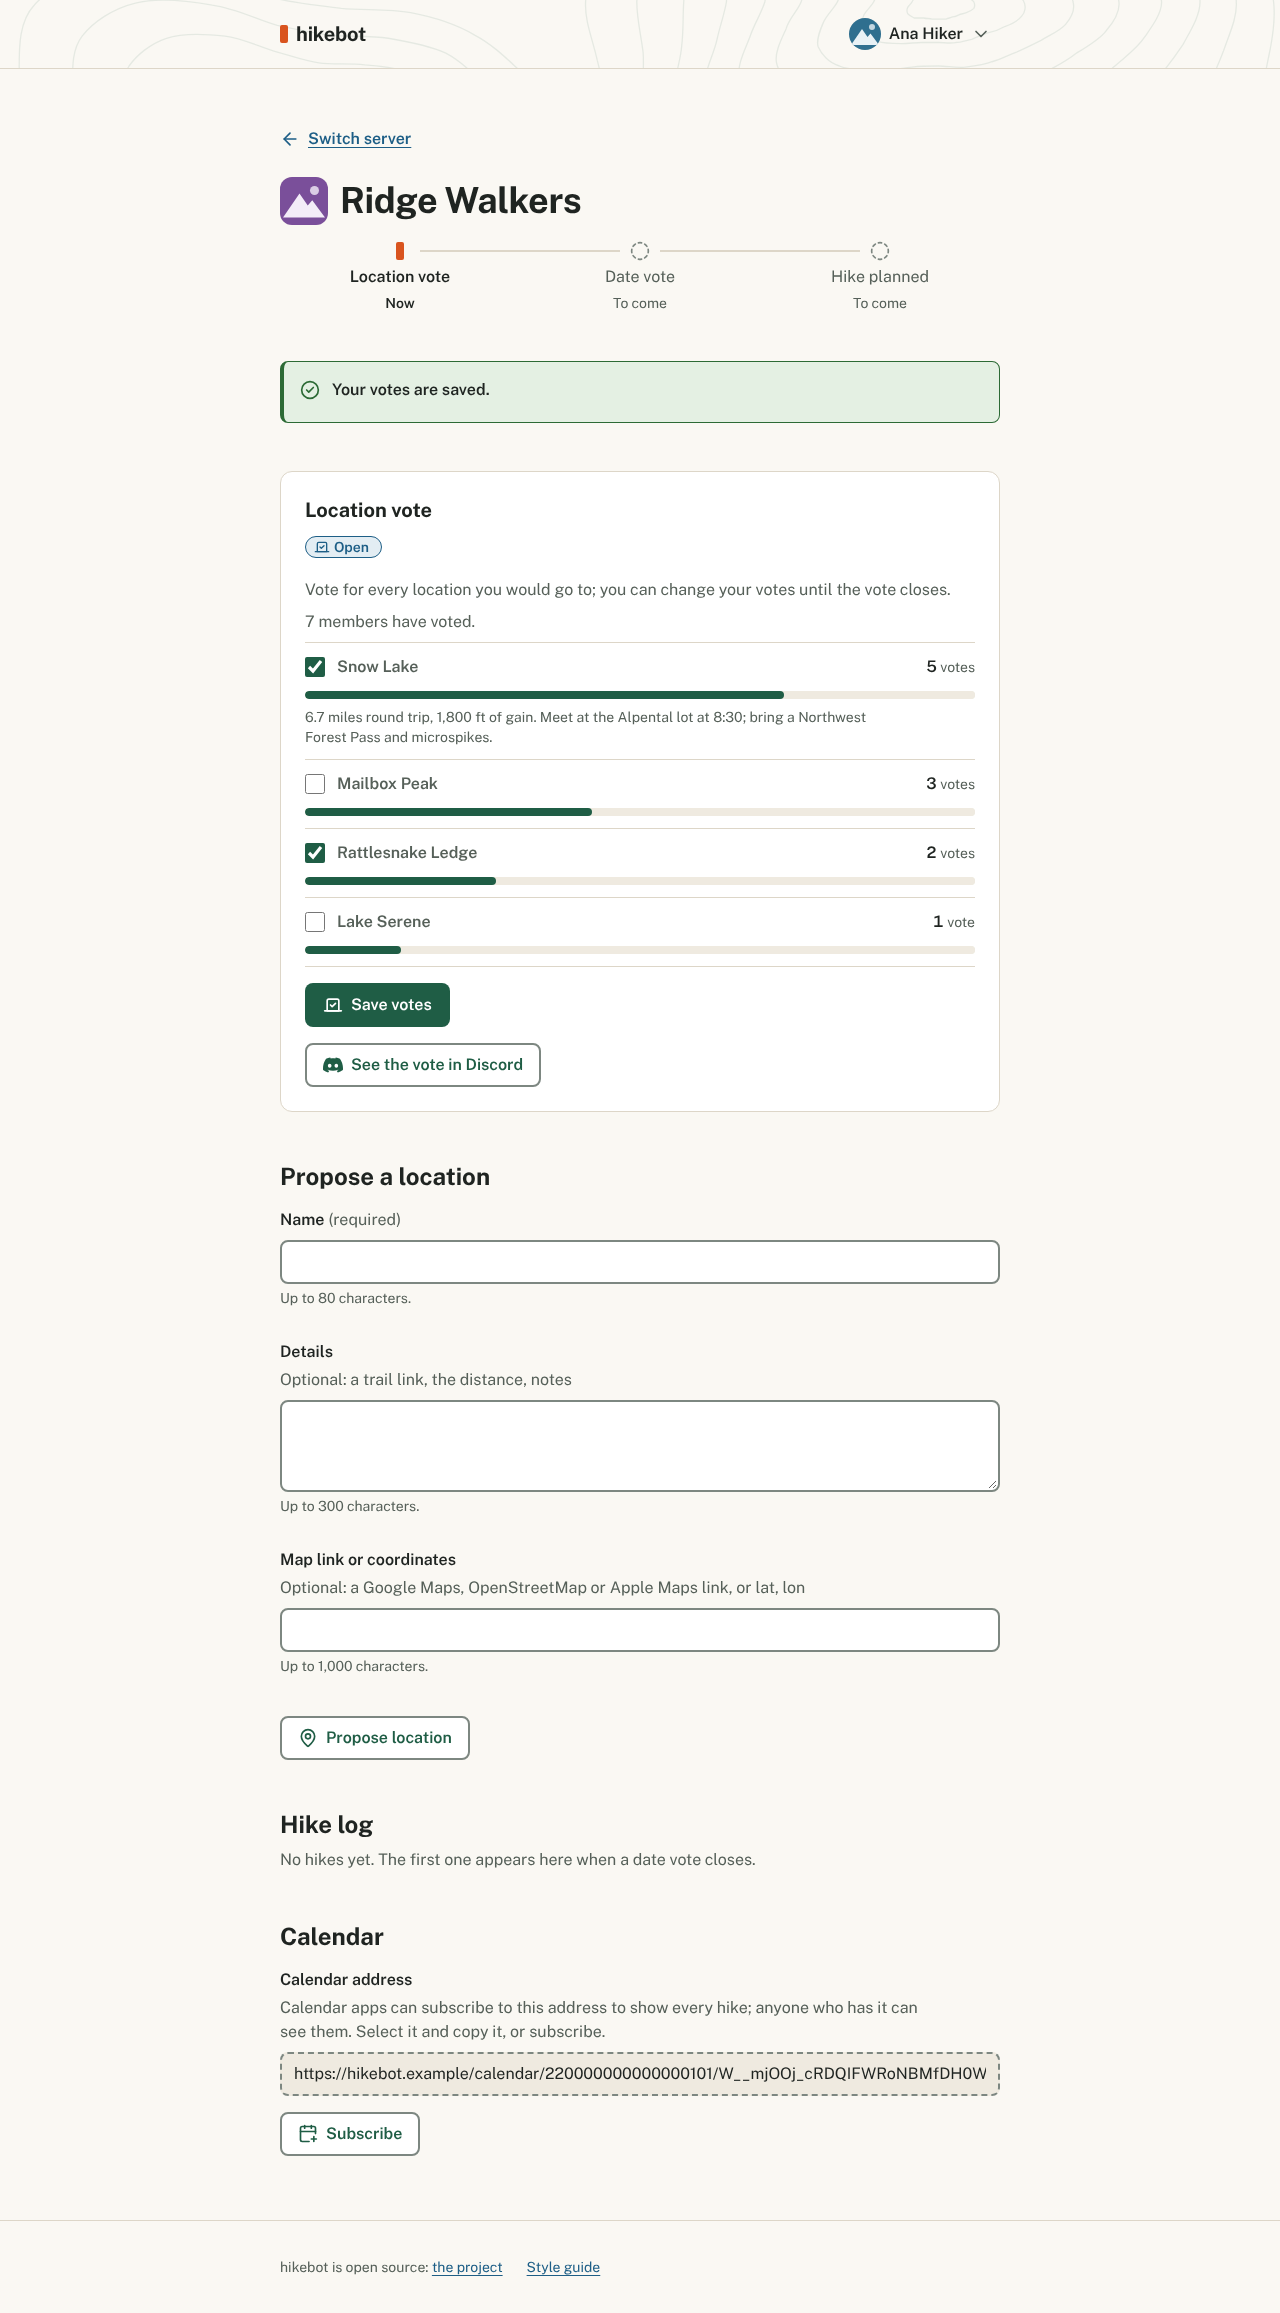 hikebot
Ana Hiker
Switch server
Ridge Walkers
Location vote
Now
Date vote
To come
Hike planned
To come
Your votes are saved.
Location vote
Open
Vote for every location you would go to; you can change your votes until the vote closes.
7 members have voted.
Snow Lake
5 votes
6.7 miles round trip, 1,800 ft of gain. Meet at the Alpental lot at 8:30; bring a Northwest
Forest Pass and microspikes.
Mailbox Peak
3 votes
Rattlesnake Ledge
2 votes
Lake Serene
1 vote
Save votes
See the vote in Discord
Propose a location
Name (required)
Up to 80 characters.
Details
Optional: a trail link, the distance, notes
Up to 300 characters.
Map link or coordinates
Optional: a Google Maps, OpenStreetMap or Apple Maps link, or lat, lon
Up to 1,000 characters.
Propose location
Hike log
No hikes yet. The first one appears here when a date vote closes.
Calendar
Calendar address
Calendar apps can subscribe to this address to show every hike; anyone who has it can
see them. Select it and copy it, or subscribe.
https://hikebot.example/calendar/220000000000000101/W__mjOOj_cRDQIFWRoNBMfDH0W
Subscribe
hikebot is open source: the project
Style guide